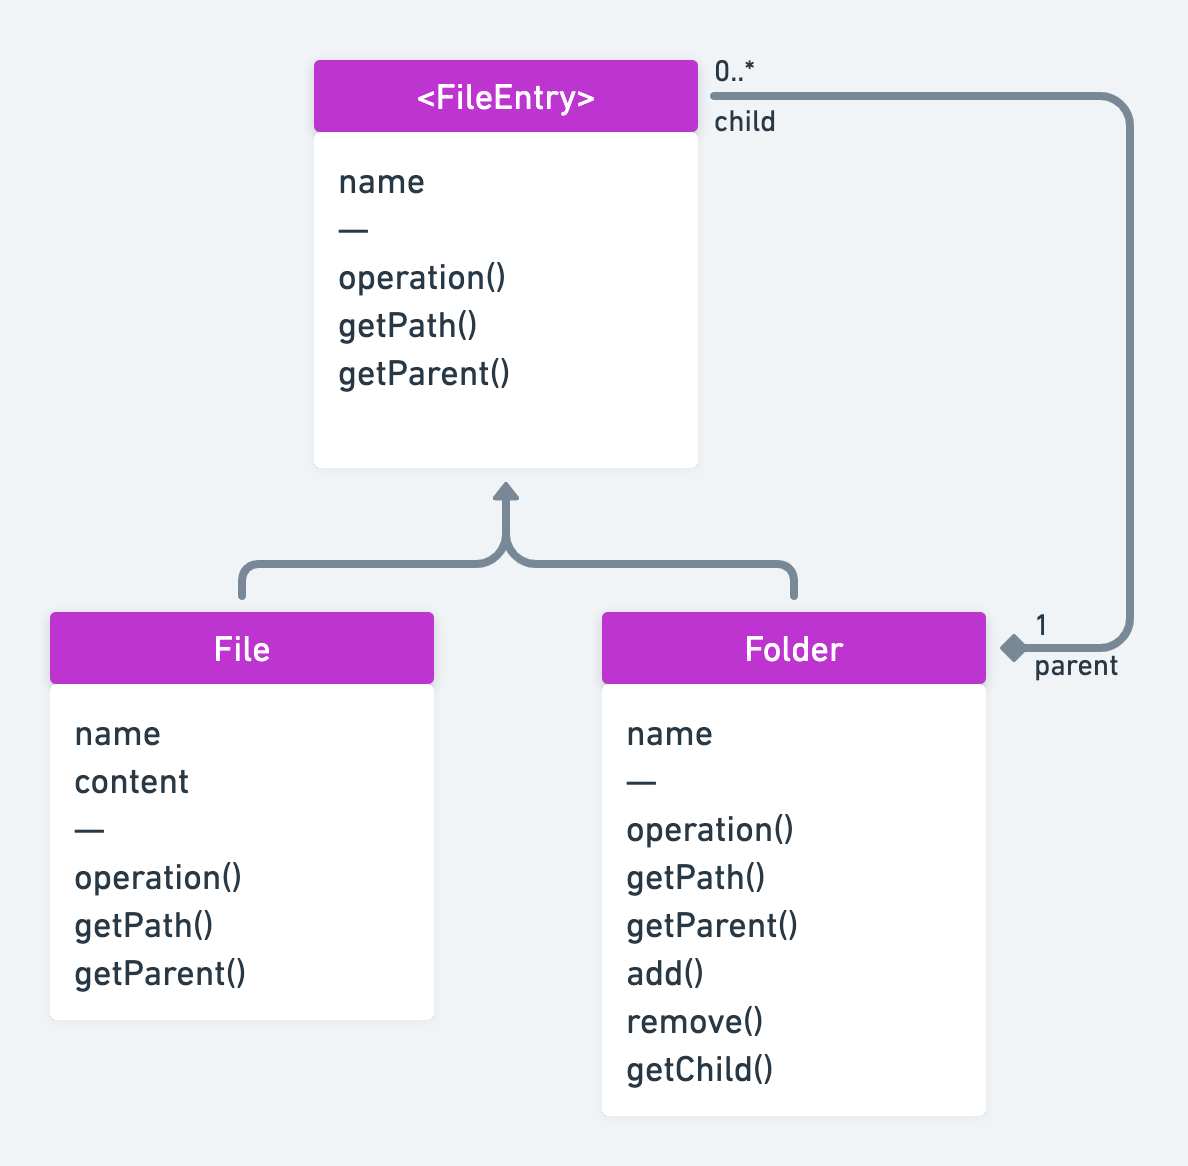 <FileEntry>
0..*
child
name
—
operation()
getPath()
getParent()
File
name
content
—
operation()
getPath()
getParent()
Folder
1
parent
name
—
operation()
getPath()
getParent()
add()
remove()
getChild()